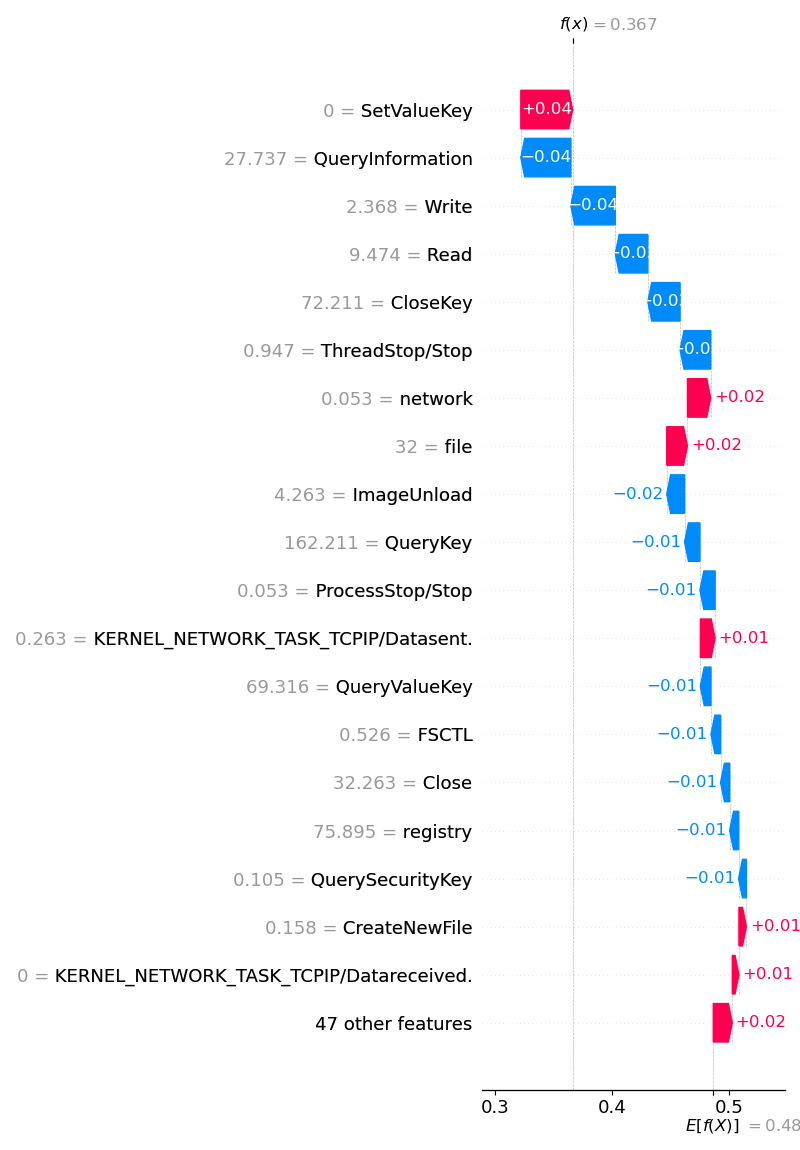 f(x) = 0.367
0 = SetValueKey +0.04
27.737 = QueryInformation −0.04
2.368 = Write −0.04
9.474 = Read
72.211 = CloseKey
0.947 = ThreadStop/Stop
0.053 = network +0.02
32 = file +0.02
4.263 = ImageUnload −0.02
162.211 = QueryKey −0.01
0.053 = ProcessStop/Stop −0.01
0.263 = KERNEL_NETWORK_TASK_TCPIP/Datasent. +0.01
69.316 = QueryValueKey −0.01
0.526 = FSCTL −0.01
32.263 = Close −0.01
75.895 = registry −0.01
0.105 = QuerySecurityKey −0.01
0.158 = CreateNewFile +0.01
0 = KERNEL_NETWORK_TASK_TCPIP/Datareceived. +0.01
47 other features +0.02
0.3 0.4 0.5
E[f(X)] = 0.48